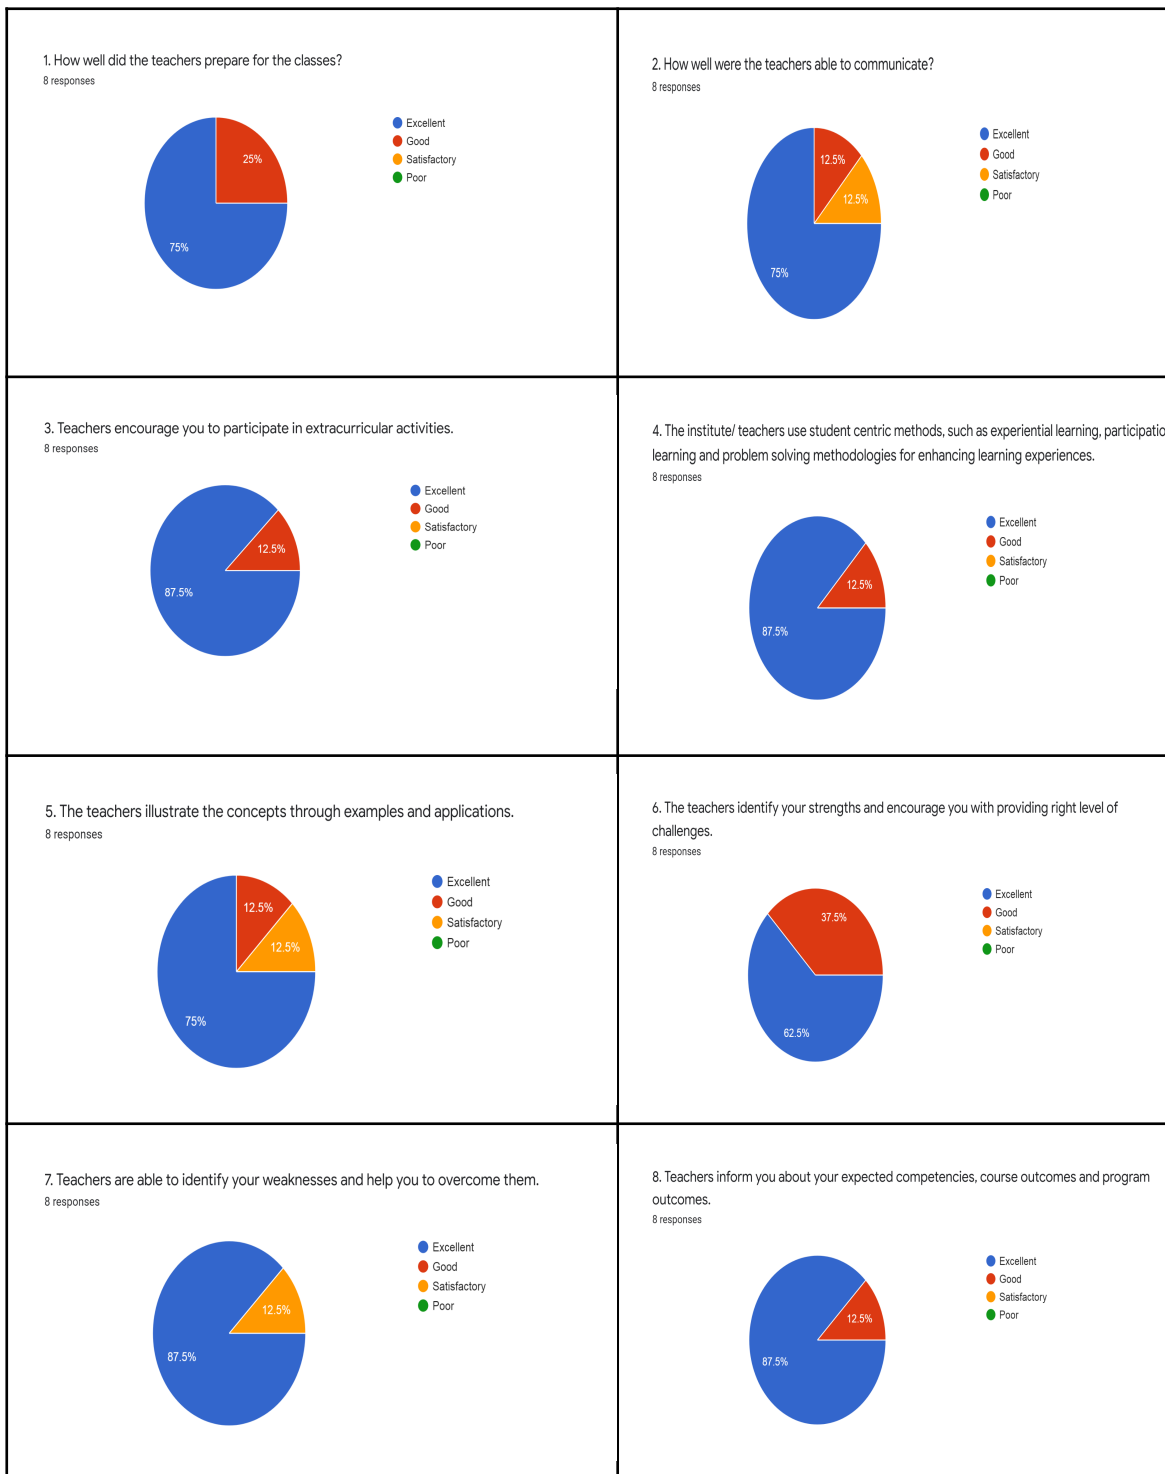 1. How well did the teachers prepare for the classes?
8 responses
Excellent
Good
Satisfactory
Poor
25%
75%
2. How well were the teachers able to communicate?
8 responses
Excellent
Good
Satisfactory
Poor
12.5%
12.5%
75%
3. Teachers encourage you to participate in extracurricular activities.
8 responses
Excellent
Good
Satisfactory
Poor
12.5%
87.5%
4. The institute/ teachers use student centric methods, such as experiential learning, participatio
learning and problem solving methodologies for enhancing learning experiences.
8 responses
Excellent
Good
Satisfactory
Poor
12.5%
87.5%
5. The teachers illustrate the concepts through examples and applications.
8 responses
Excellent
Good
Satisfactory
Poor
12.5%
12.5%
75%
6. The teachers identify your strengths and encourage you with providing right level of
challenges.
8 responses
Excellent
Good
Satisfactory
Poor
37.5%
62.5%
7. Teachers are able to identify your weaknesses and help you to overcome them.
8 responses
Excellent
Good
Satisfactory
Poor
12.5%
87.5%
8. Teachers inform you about your expected competencies, course outcomes and program
outcomes.
8 responses
Excellent
Good
Satisfactory
Poor
12.5%
87.5%